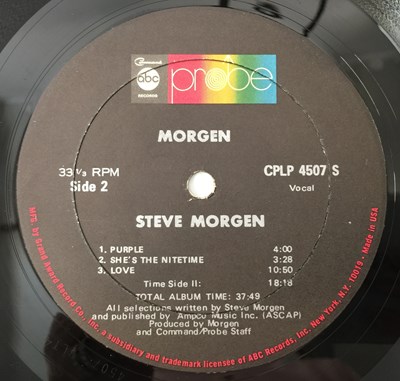 Command
abc
RECORDS
probe
MORGEN
33⅓ RPM
Side 2
CPLP 4507 S
Vocal
STEVE MORGEN
1. PURPLE 4:00
2. SHE'S THE NITETIME 3:28
3. LOVE 10:50
Time Side II: 18:18
TOTAL ALBUM TIME: 37:49
All selections written by Steve Morgen
and published by Ampco Music Inc. (ASCAP)
Produced by Morgen
and Command/Probe Staff
Mfg. by Grand Award Record Co., Inc., a subsidiary and trademark licensee of ABC Records, Inc. New York, N.Y. 10019 - Made in USA